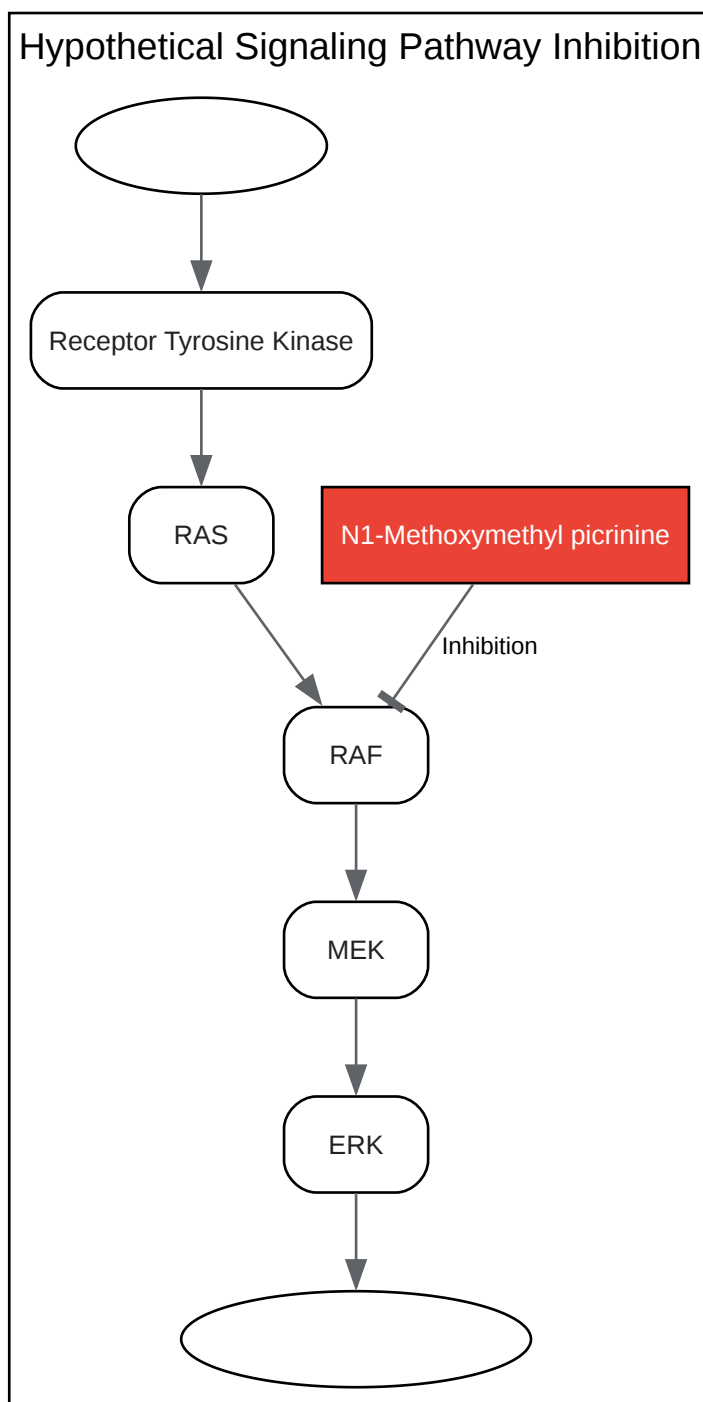 Hypothetical Signaling Pathway Inhibition
Receptor Tyrosine Kinase
RAS
N1-Methoxymethyl picrinine
Inhibition
RAF
MEK
ERK